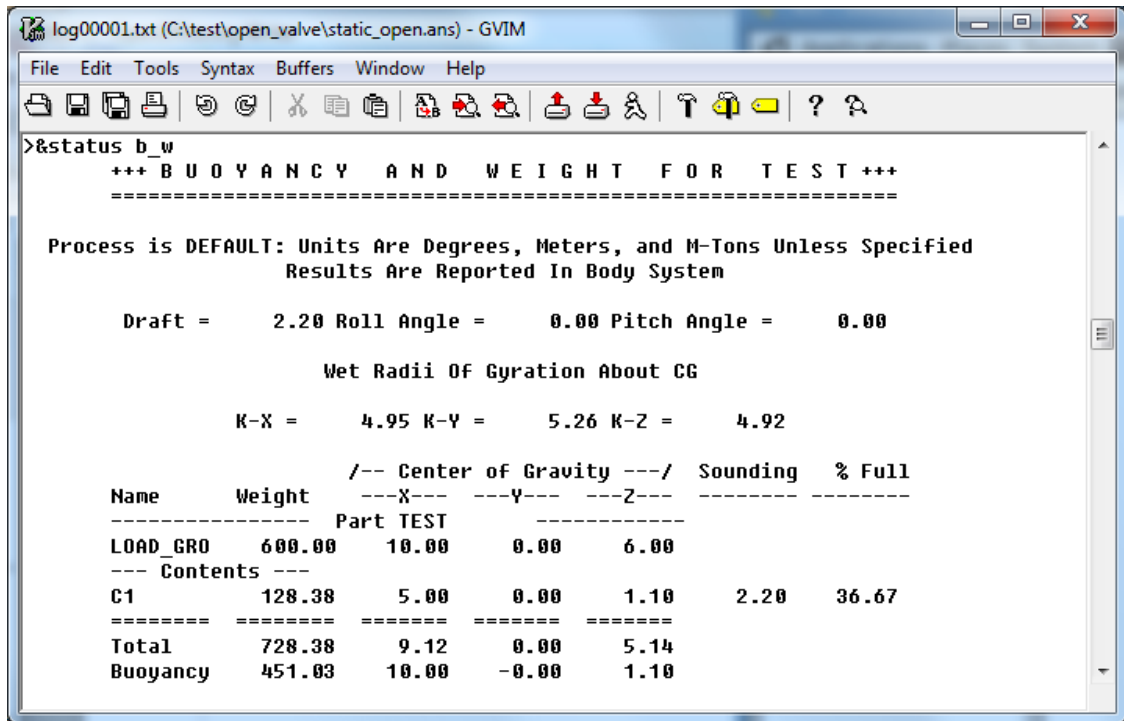 log00001.txt (C:\test\open_valve\static_open.ans) - GVIM
File Edit Tools Syntax Buffers Window Help
>&status b_w
+++ B U O Y A N C Y   A N D   W E I G H T   F O R   T E S T +++
===============================================================
Process is DEFAULT: Units Are Degrees, Meters, and M-Tons Unless Specified
Results Are Reported In Body System
Draft = 2.20 Roll Angle = 0.00 Pitch Angle = 0.00
Wet Radii Of Gyration About CG
K-X = 4.95 K-Y = 5.26 K-Z = 4.92
/-- Center of Gravity ---/ Sounding % Full
Name Weight ---X--- ---Y--- ---Z--- -------- --------
---------------- Part TEST ------------
LOAD_GRO 600.00 10.00 0.00 6.00
--- Contents ---
C1 128.38 5.00 0.00 1.10 2.20 36.67
======== ======== ======= ======= =======
Total 728.38 9.12 0.00 5.14
Buoyancy 451.03 10.00 -0.00 1.10